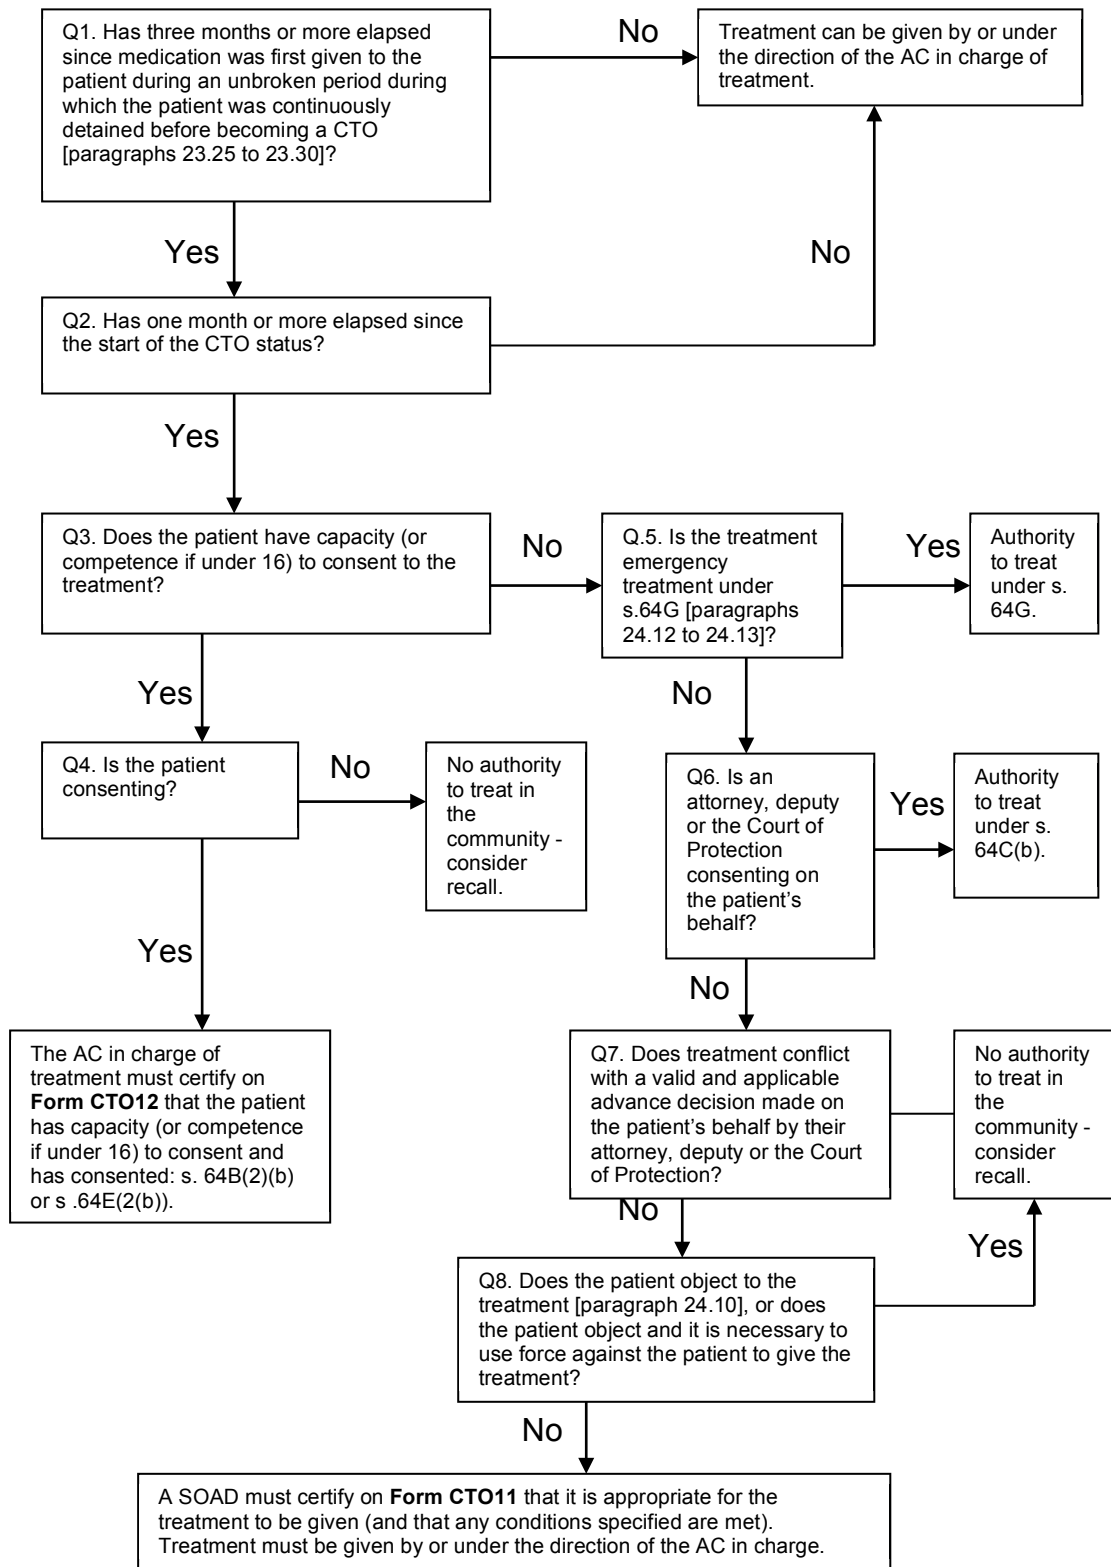 Q1. Has three months or more elapsed
since medication was first given to the
patient during an unbroken period during
which the patient was continuously
detained before becoming a CTO
[paragraphs 23.25 to 23.30]?
No
Treatment can be given by or under
the direction of the AC in charge of
treatment.
Yes
No
Q2. Has one month or more elapsed since
the start of the CTO status?
Yes
Q3. Does the patient have capacity (or
competence if under 16) to consent to the
treatment?
No
Q.5. Is the treatment
emergency
treatment under
s.64G [paragraphs
24.12 to 24.13]?
Yes
Authority
to treat
under s.
64G.
Yes
No
Q4. Is the patient
consenting?
No
No authority
to treat in
the
community -
consider
recall.
Q6. Is an
attorney, deputy
or the Court of
Protection
consenting on
the patient's
behalf?
Yes
Authority
to treat
under s.
64C(b).
Yes
No
The AC in charge of
treatment must certify on
Form CTO12 that the patient
has capacity (or competence
if under 16) to consent and
has consented: s. 64B(2)(b)
or s .64E(2(b)).
Q7. Does treatment conflict
with a valid and applicable
advance decision made on
the patient's behalf by their
attorney, deputy or the Court
of Protection?
No authority
to treat in
the
community -
consider
recall.
No
Yes
Q8. Does the patient object to the
treatment [paragraph 24.10], or does
the patient object and it is necessary to
use force against the patient to give the
treatment?
No
A SOAD must certify on Form CTO11 that it is appropriate for the
treatment to be given (and that any conditions specified are met).
Treatment must be given by or under the direction of the AC in charge.